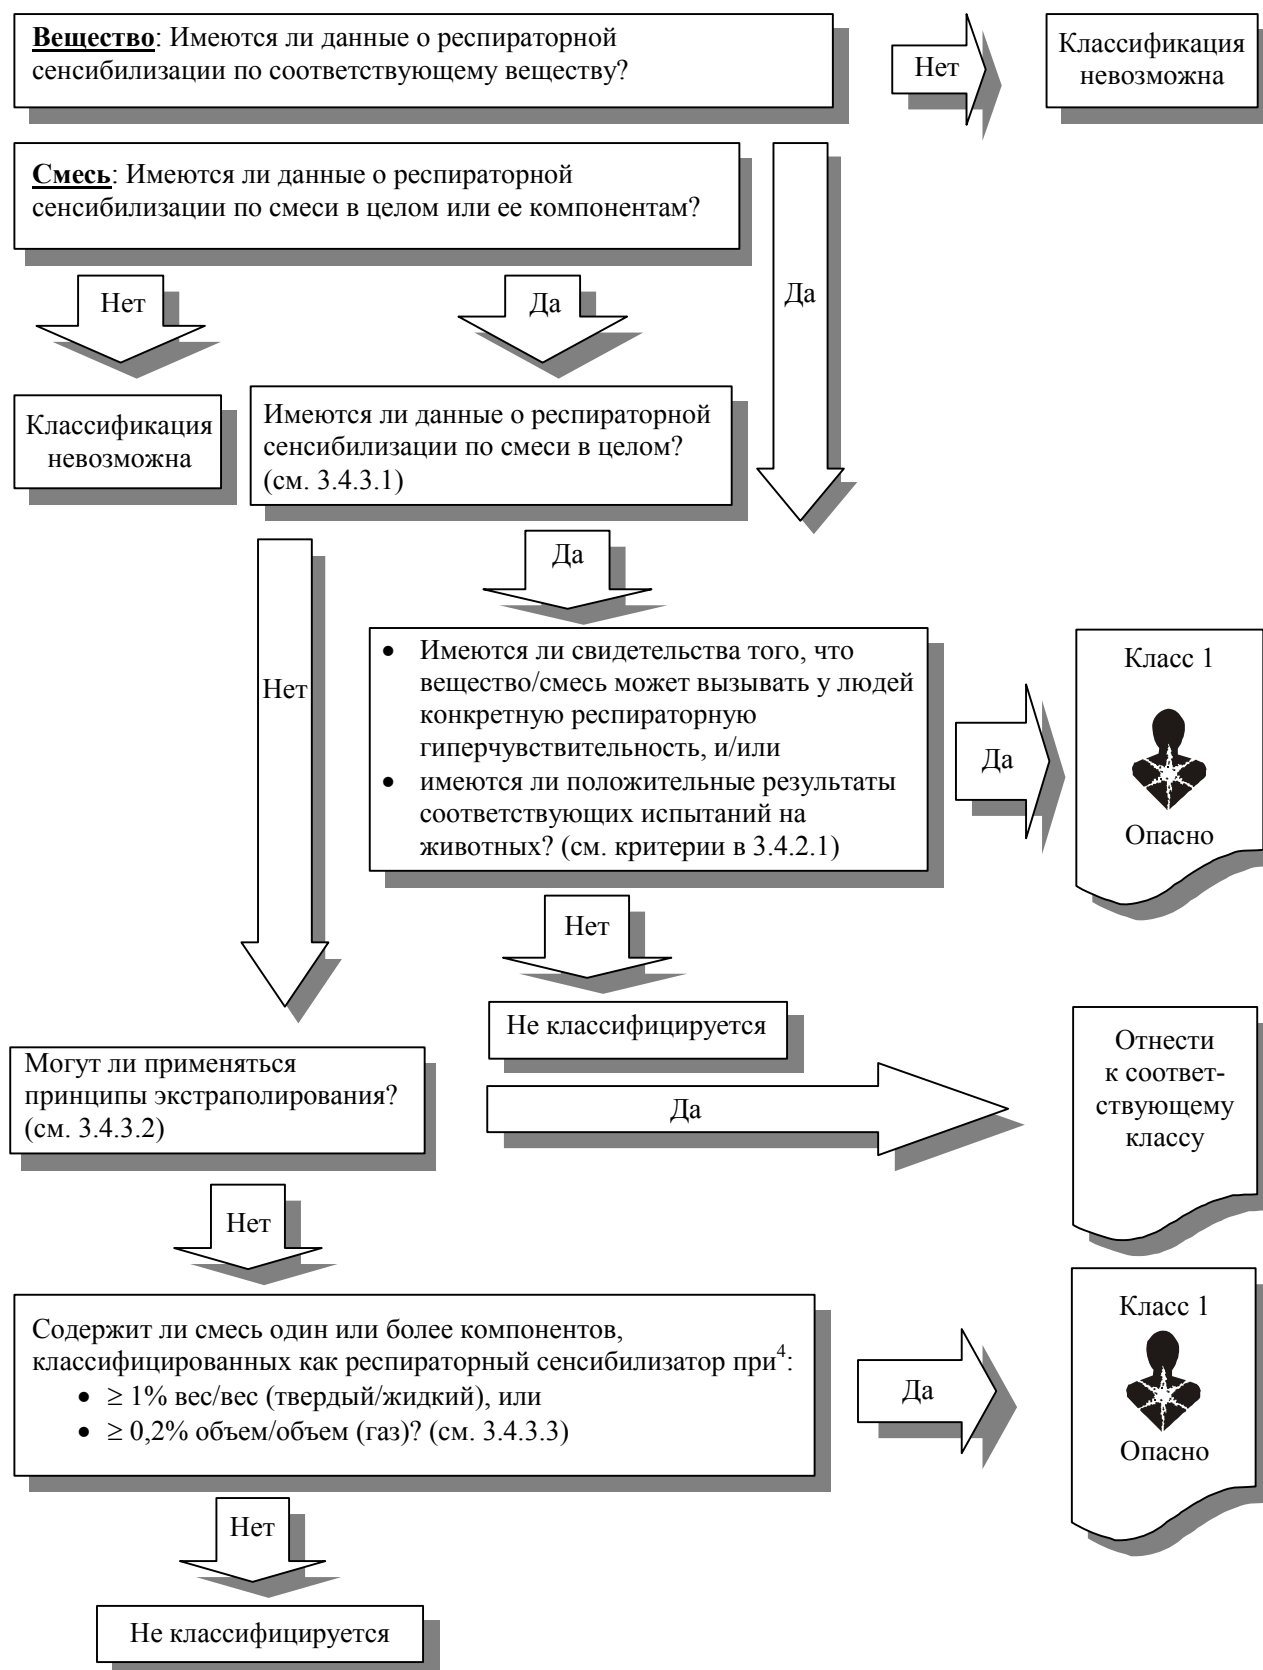 Вещество: Имеются ли данные о респираторной
сенсибилизации по соответствующему веществу?
Нет
Классификация
невозможна
Смесь: Имеются ли данные о респираторной
сенсибилизации по смеси в целом или ее компонентам?
Да
Нет
Да
Классификация
невозможна
Имеются ли данные о респираторной
сенсибилизации по смеси в целом?
(см. 3.4.3.1)
Да
Нет
• Имеются ли свидетельства того, что
вещество/смесь может вызывать у людей
конкретную респираторную
гиперчувствительность, и/или
• имеются ли положительные результаты
соответствующих испытаний на
животных? (см. критерии в 3.4.2.1)
Да
Класс 1
Опасно
Нет
Не классифицируется
Могут ли применяться
принципы экстраполирования?
(см. 3.4.3.2)
Да
Отнести
к соответ-
ствующему
классу
Нет
Содержит ли смесь один или более компонентов,
классифицированных как респираторный сенсибилизатор при4:
• ≥ 1% вес/вес (твердый/жидкий), или
• ≥ 0,2% объем/объем (газ)? (см. 3.4.3.3)
Да
Класс 1
Опасно
Нет
Не классифицируется